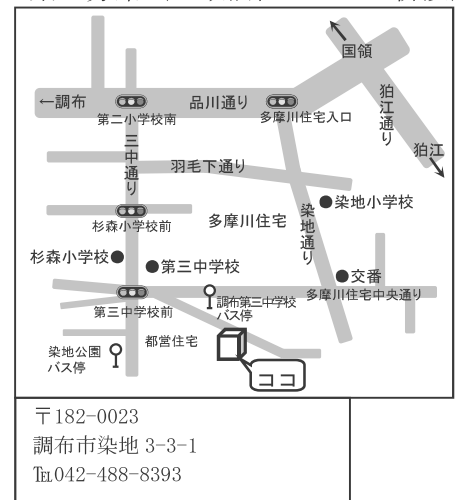 国領
←調布
品川通り
狛江通り
第二小学校南
多摩川住宅入口
三中通り
羽毛下通り
狛江
染地小学校
染地通り
多摩川住宅
杉森小学校前
杉森小学校
第三中学校
交番
多摩川住宅中央通り
調布第三中学校
バス停
第三中学校前
都営住宅
染地公園
バス停
ココ
〒182-0023
調布市染地 3-3-1
℡042-488-8393